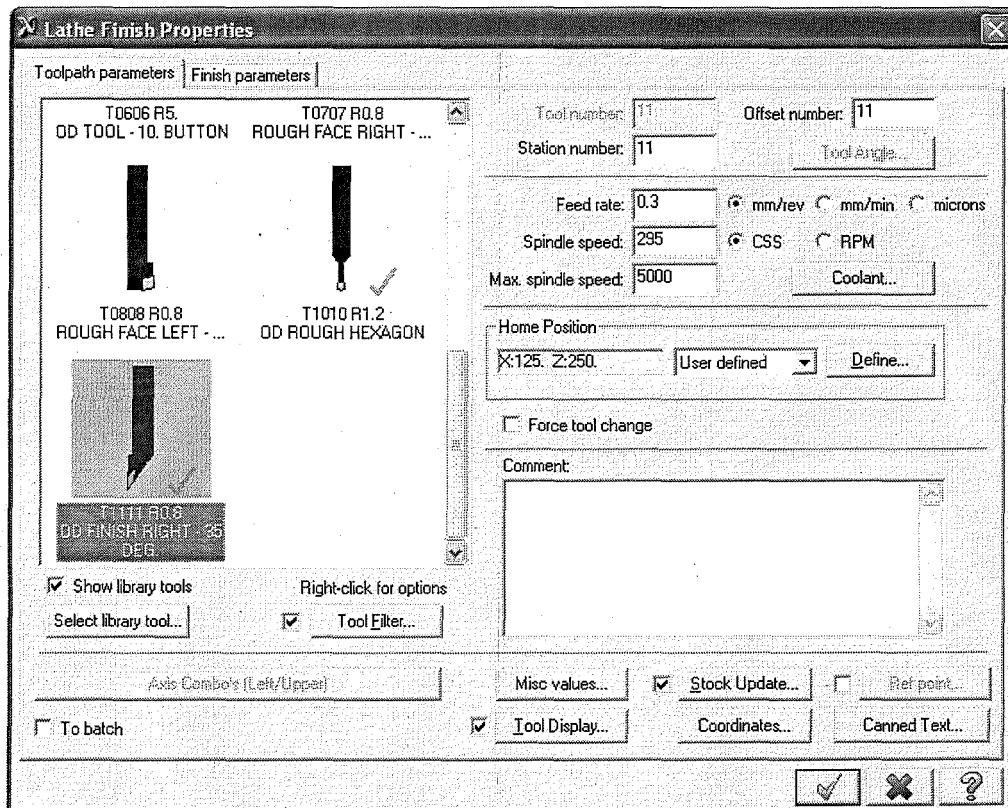 Lathe Finish Properties
Toolpath parameters Finish parameters
T0606 R5. T0707 R0.8
OD TOOL - 10. BUTTON ROUGH FACE RIGHT - ...
T0808 R0.8 T1010 R1.2
ROUGH FACE LEFT - ... OD ROUGH HEXAGON
T1111 R0.8
OD FINISH RIGHT - 35
DEG.
Show library tools Right-click for options
Select library tool... Tool Filter...
Tool number: 11 Offset number: 11
Station number: 11 Tool Angle...
Feed rate: 0.3 mm/rev mm/min microns
Spindle speed: 295 CSS RPM
Max. spindle speed: 5000 Coolant...
Home Position
X:125. Z:250. User defined Define...
Force tool change
Comment:
Axis Combo's (Left/Upper) Misc values... Stock Update... Ref point...
To batch Tool Display... Coordinates... Canned Text...